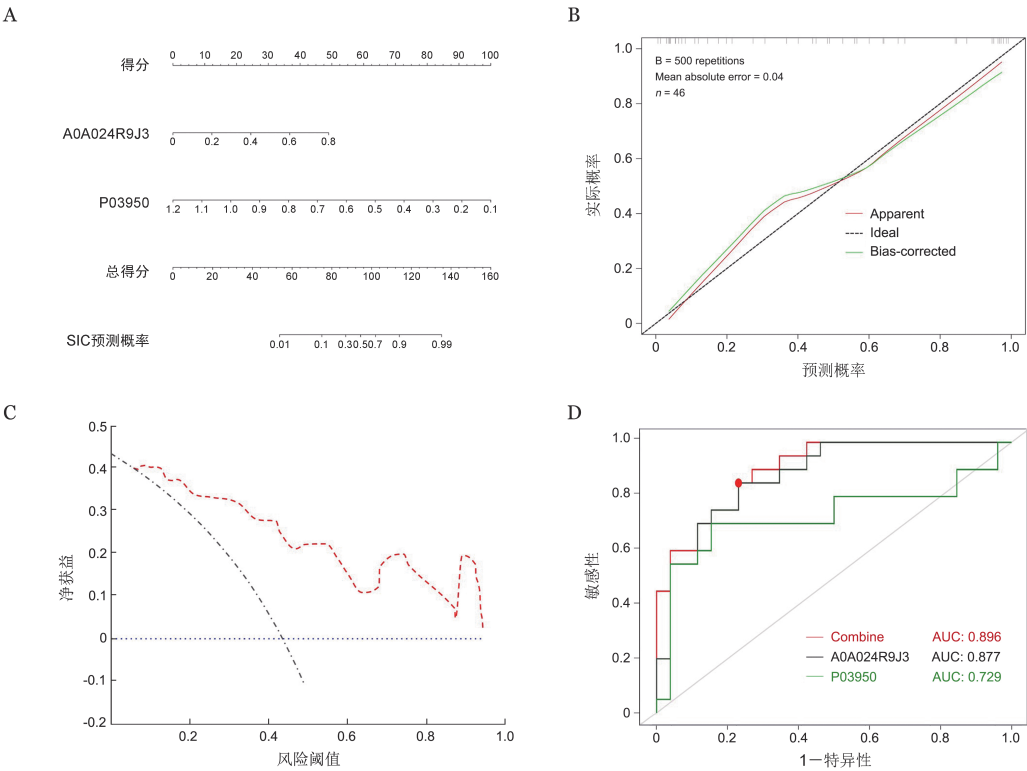 A
得分
0 10 20 30 40 50 60 70 80 90 100
A0A024R9J3
0 0.2 0.4 0.6 0.8
P03950
1.2 1.1 1.0 0.9 0.8 0.7 0.6 0.5 0.4 0.3 0.2 0.1
总得分
0 20 40 60 80 100 120 140 160
SIC预测概率
0.01 0.1 0.30.50.7 0.9 0.99
B
B = 500 repetitions
Mean absolute error = 0.04
n = 46
实际概率
1.0
0.8
0.6
0.4
0.2
0
Apparent
Ideal
Bias-corrected
0 0.2 0.4 0.6 0.8 1.0
预测概率
C
净获益
0.5
0.4
0.3
0.2
0.1
0
-0.1
-0.2
0.2 0.4 0.6 0.8 1.0
风险阈值
D
敏感性
1.0
0.8
0.6
0.4
0.2
0
Combine AUC: 0.896
A0A024R9J3 AUC: 0.877
P03950 AUC: 0.729
0 0.2 0.4 0.6 0.8 1.0
1－特异性